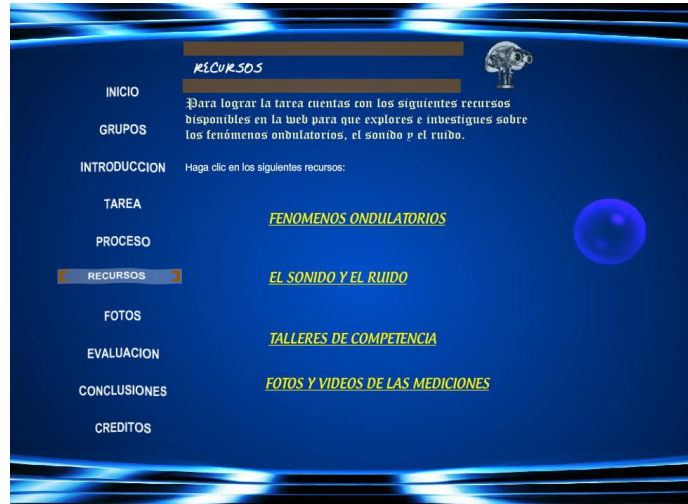 RECURSOS
Para lograr la tarea cuentas con los siguientes recursos
disponibles en la web para que explores e investigues sobre
los fenómenos ondulatorios, el sonido y el ruido.
Haga clic en los siguientes recursos:
INICIO
GRUPOS
INTRODUCCION
TAREA
PROCESO
RECURSOS
FOTOS
EVALUACION
CONCLUSIONES
CREDITOS
FENOMENOS ONDULATORIOS
EL SONIDO Y EL RUIDO
TALLERES DE COMPETENCIA
FOTOS Y VIDEOS DE LAS MEDICIONES